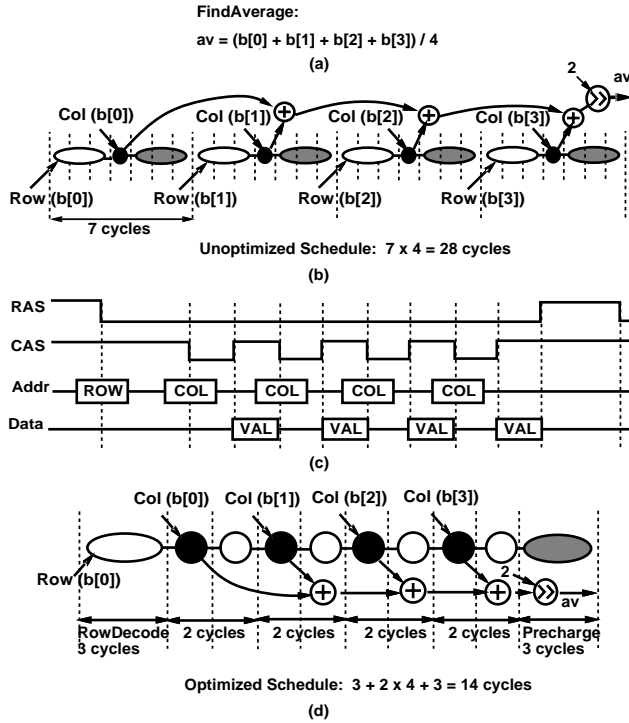 FindAverage:
av = (b[0] + b[1] + b[2] + b[3]) / 4
(a)
2
av
Col (b[0])
Col (b[1])
Col (b[2])
Col (b[3])
+ + + >>
Row (b[0])
Row (b[1])
Row (b[2])
Row (b[3])
7 cycles
Unoptimized Schedule: 7 x 4 = 28 cycles
(b)
RAS
CAS
Addr ROW COL COL COL COL
Data VAL VAL VAL VAL
(c)
Col (b[0]) Col (b[1]) Col (b[2]) Col (b[3])
Row (b[0])
2
+ + + >>
av
RowDecode 2 cycles 2 cycles 2 cycles 2 cycles Precharge
3 cycles 3 cycles
Optimized Schedule: 3 + 2 x 4 + 3 = 14 cycles
(d)